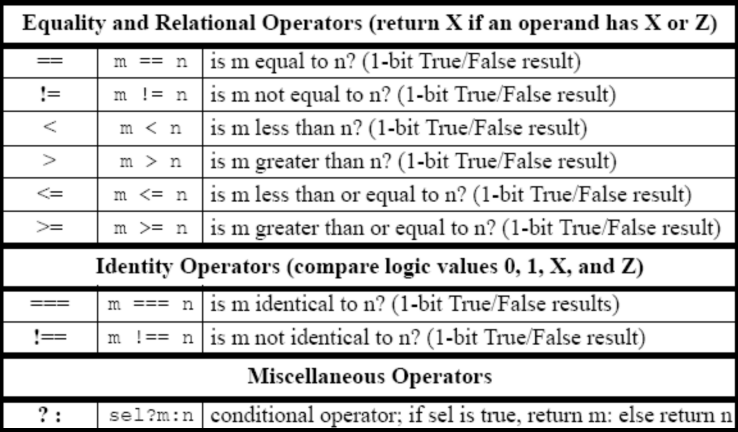 Equality and Relational Operators (return X if an operand has X or Z)
== m == n is m equal to n? (1-bit True/False result)
!= m != n is m not equal to n? (1-bit True/False result)
< m < n is m less than n? (1-bit True/False result)
> m > n is m greater than n? (1-bit True/False result)
<= m <= n is m less than or equal to n? (1-bit True/False result)
>= m >= n is m greater than or equal to n? (1-bit True/False result)
Identity Operators (compare logic values 0, 1, X, and Z)
=== m === n is m identical to n? (1-bit True/False results)
!== m !== n is m not identical to n? (1-bit True/False result)
Miscellaneous Operators
? : sel?m:n conditional operator; if sel is true, return m: else return n